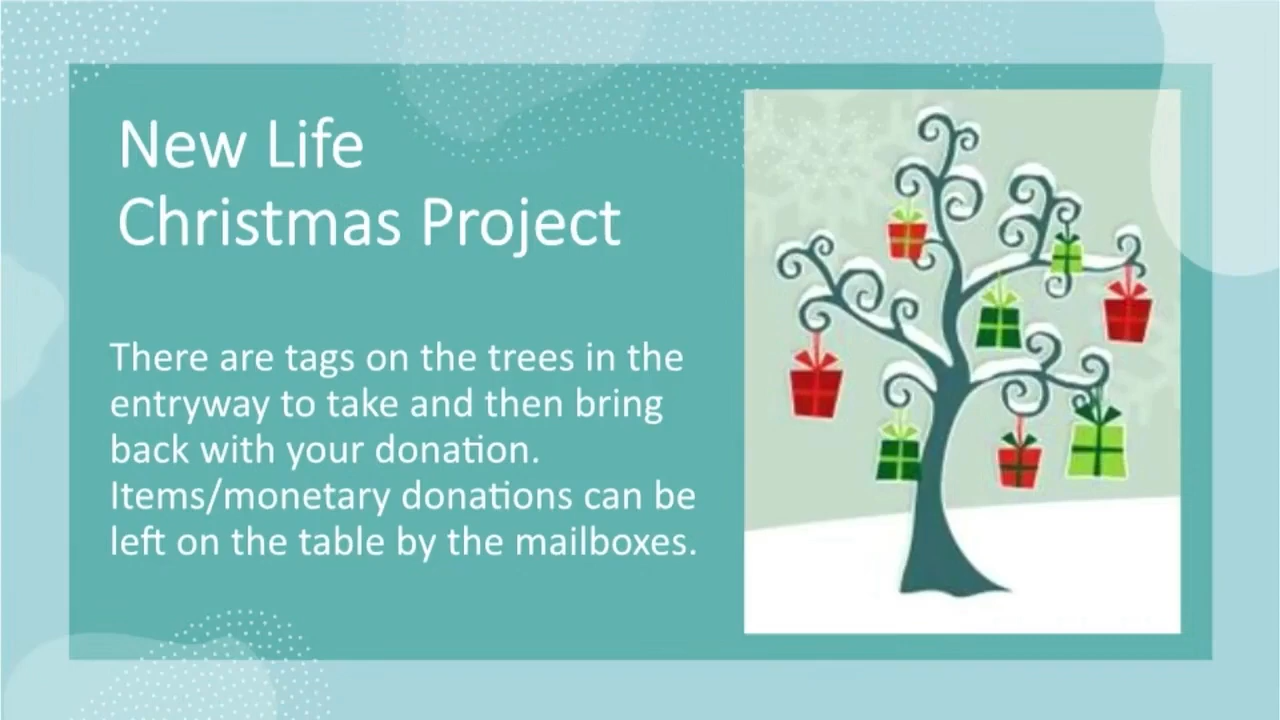 New Life
Christmas Project
There are tags on the trees in the
entryway to take and then bring
back with your donation.
Items/monetary donations can be
left on the table by the mailboxes.